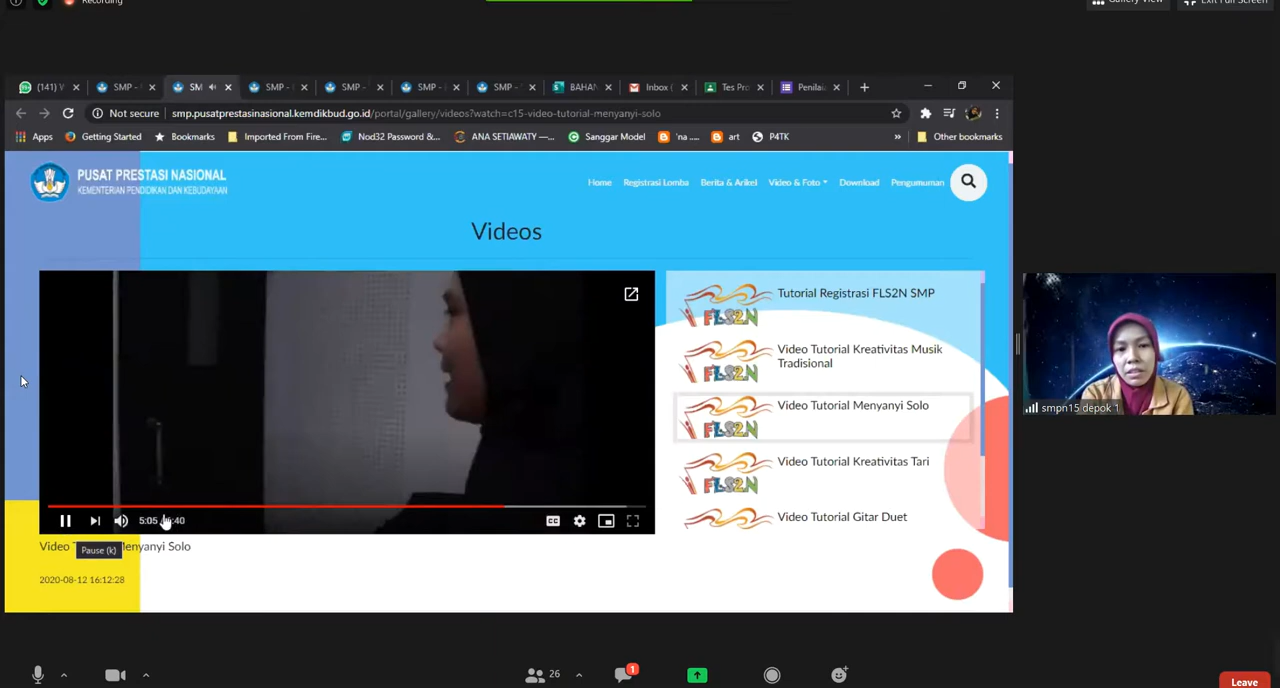 Recording
Gallery View
Exit Full Screen
(141) V
SMP -
SM
SMP -
SMP -
SMP -
SMP -
BAHAN
Inbox (
Tes Pro
Penilai
Not secure
smp.pusatprestasinasional.kemdikbud.go.id/portal/gallery/videos?watch=c15-video-tutorial-menyanyi-solo
Apps
Getting Started
Bookmarks
Imported From Fire...
Nod32 Password &...
ANA SETIAWATY —...
Sanggar Model
'na ....
art
P4TK
»
Other bookmarks
PUSAT PRESTASI NASIONAL
KEMENTERIAN PENDIDIKAN DAN KEBUDAYAAN
Home
Registrasi Lomba
Berita & Arikel
Video & Foto
Download
Pengumuman
Videos
Tutorial Registrasi FLS2N SMP
FLS2N
Video Tutorial Kreativitas Musik
Tradisional
FLS2N
Video Tutorial Menyanyi Solo
FLS2N
Video Tutorial Kreativitas Tari
FLS2N
Video Tutorial Gitar Duet
5:05
:40
CC
Pause (k)
Video T
enyanyi Solo
2020-08-12 16:12:28
smpn15 depok 1
26
1
Leave